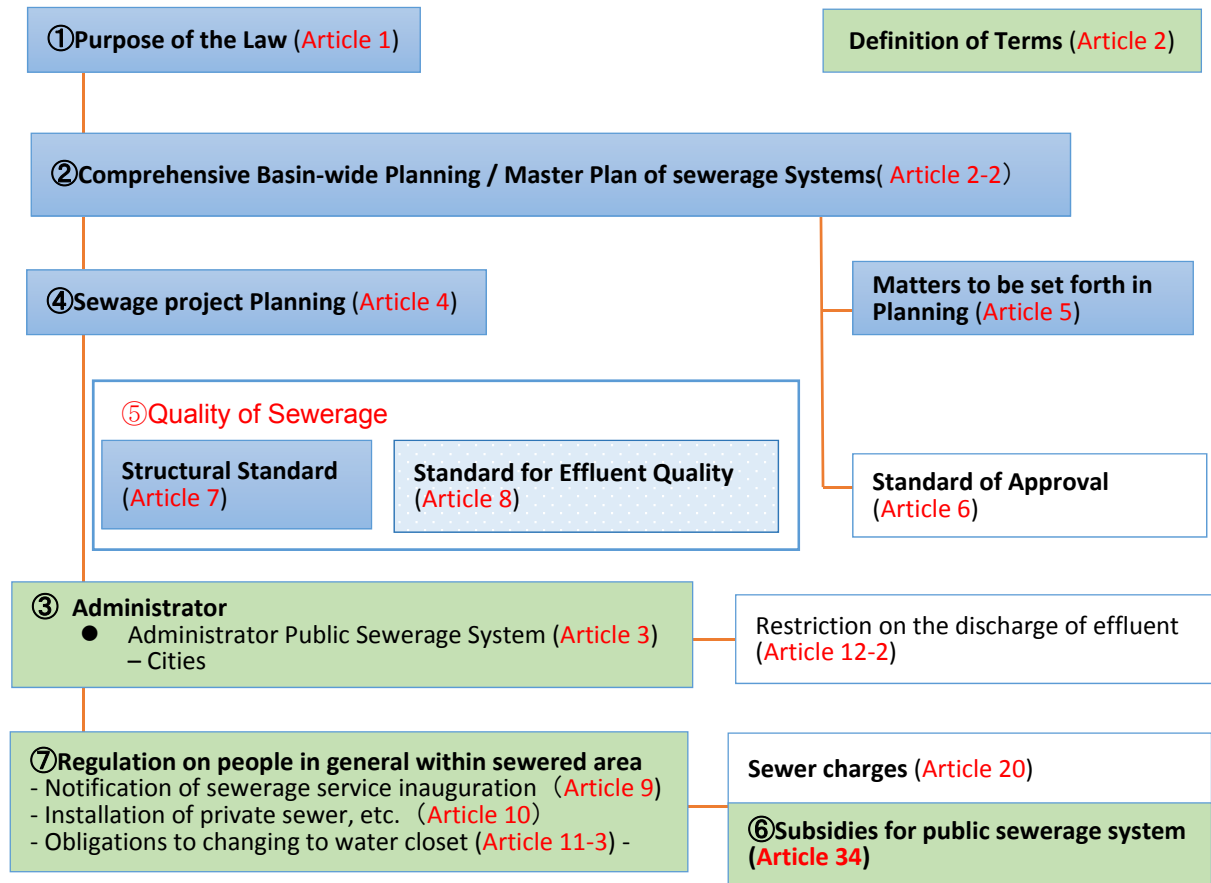 ①Purpose of the Law (Article 1)
Definition of Terms (Article 2)
②Comprehensive Basin-wide Planning / Master Plan of sewerage Systems( Article 2-2）
④Sewage project Planning (Article 4)
Matters to be set forth in
Planning (Article 5)
⑤Quality of Sewerage
Structural Standard
(Article 7)
Standard for Effluent Quality
(Article 8)
Standard of Approval
(Article 6)
③ Administrator
● Administrator Public Sewerage System (Article 3)
– Cities
Restriction on the discharge of effluent
(Article 12-2)
⑦Regulation on people in general within sewered area
- Notification of sewerage service inauguration（Article 9)
- Installation of private sewer, etc.（Article 10）
- Obligations to changing to water closet (Article 11-3) -
Sewer charges (Article 20)
⑥Subsidies for public sewerage system
(Article 34)